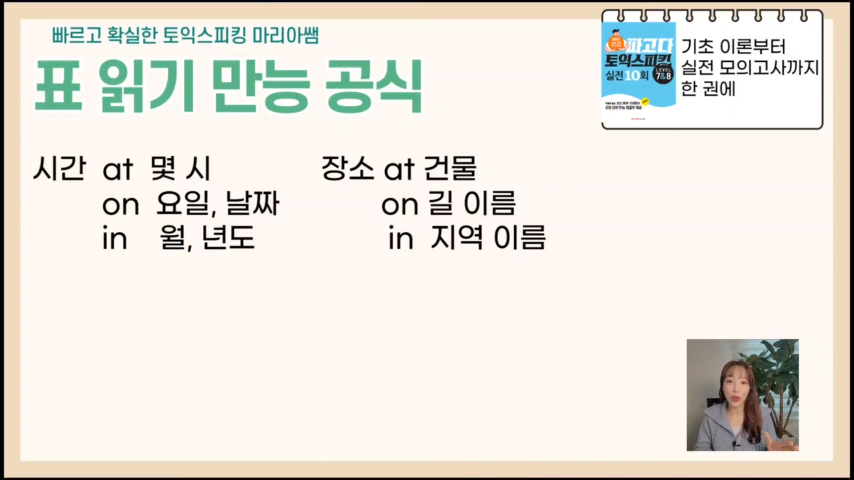 빠르고 확실한 토익스피킹 마리아쌤
표 읽기 만능 공식
파고다
토익스피킹
실전 10회
LEVEL
7&8
기초 이론부터
실전 모의고사까지
한 권에
시간 at 몇 시
on 요일, 날짜
in 월, 년도
장소 at 건물
on 길 이름
in 지역 이름